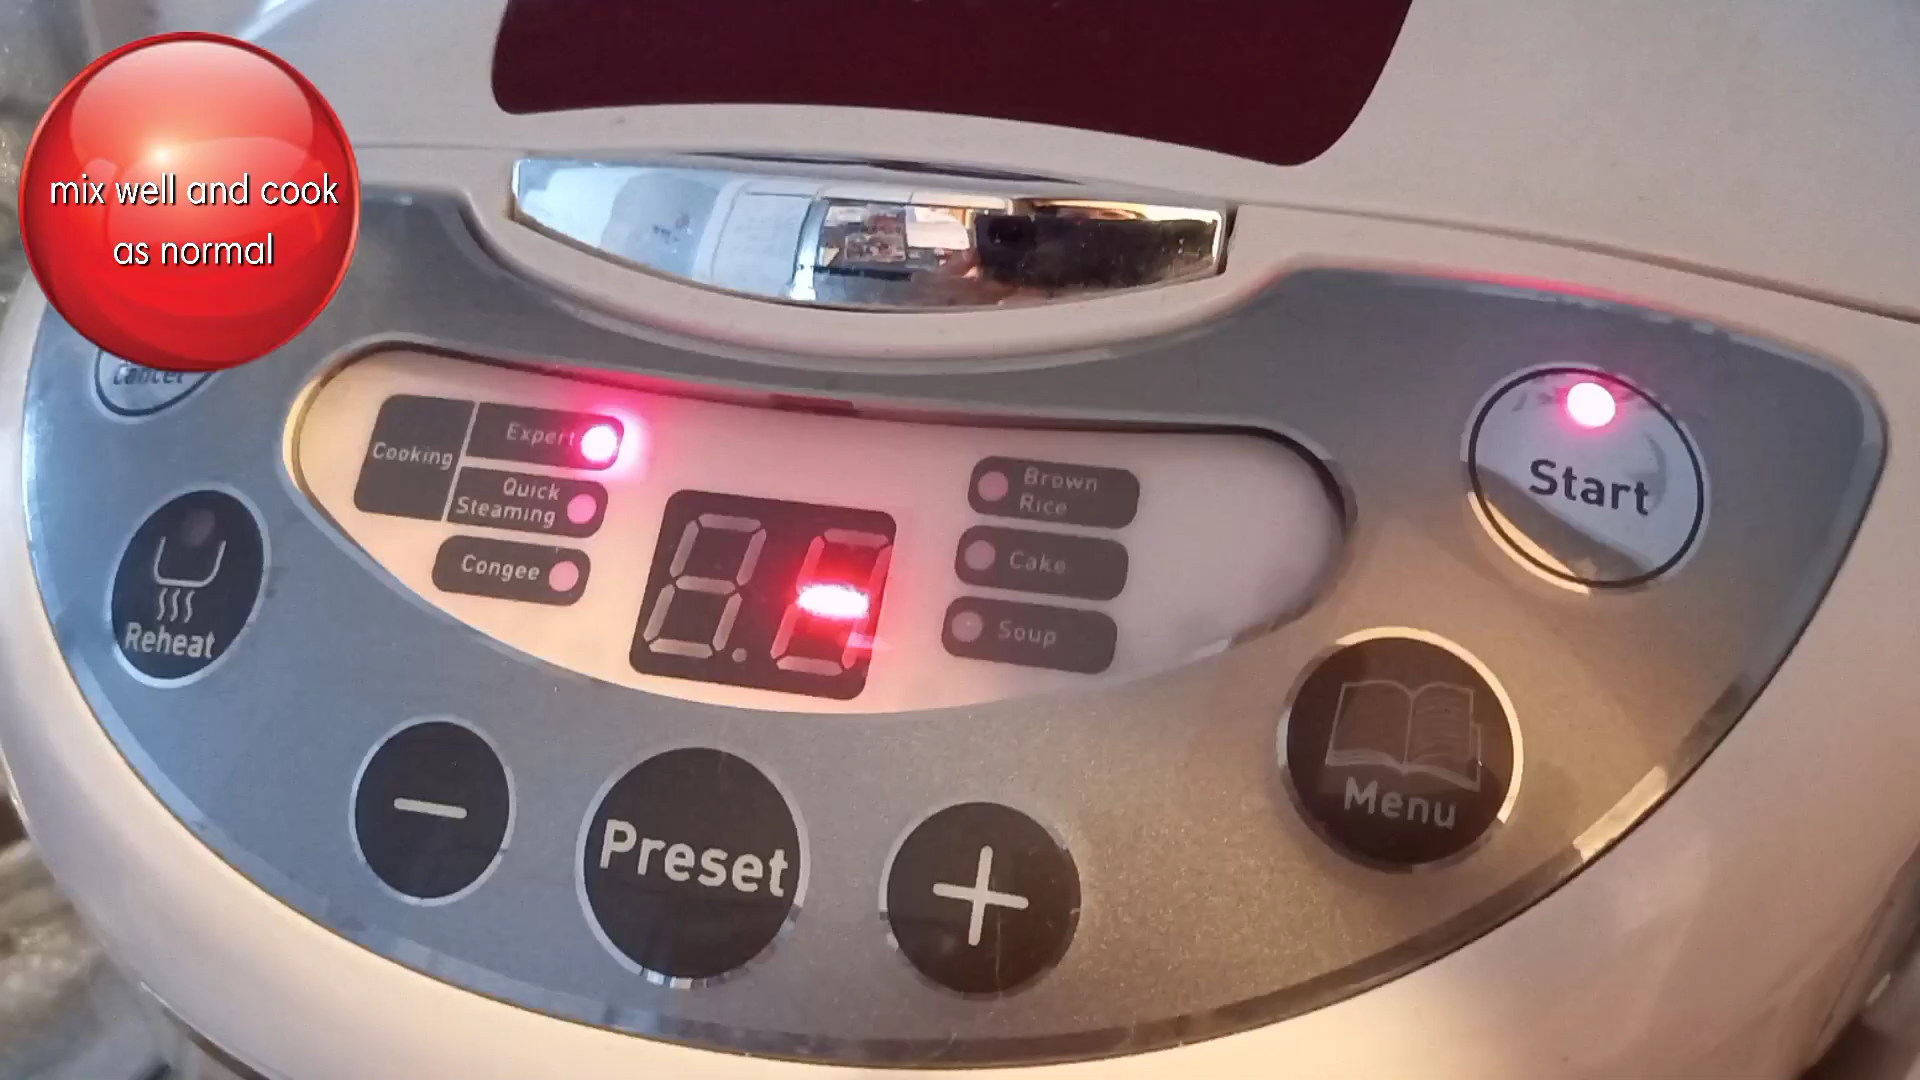 mix well and cook
as normal
Cancel
Cooking
Expert
Quick
Steaming
Congee
Brown
Rice
Cake
Soup
Start
Reheat
Menu
Preset